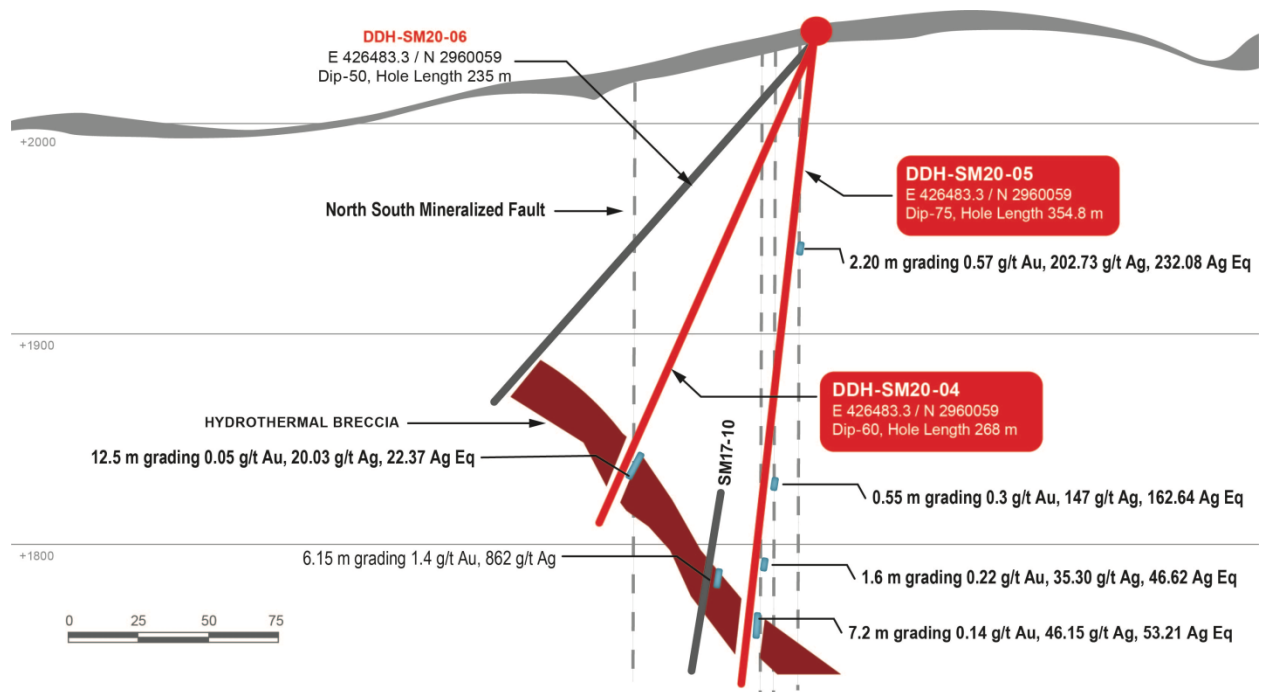 DDH-SM20-06
E 426483.3 / N 2960059
Dip-50, Hole Length 235 m
+2000
DDH-SM20-05
E 426483.3 / N 2960059
Dip-75, Hole Length 354.8 m
North South Mineralized Fault
2.20 m grading 0.57 g/t Au, 202.73 g/t Ag, 232.08 Ag Eq
+1900
DDH-SM20-04
E 426483.3 / N 2960059
Dip-60, Hole Length 268 m
HYDROTHERMAL BRECCIA
12.5 m grading 0.05 g/t Au, 20.03 g/t Ag, 22.37 Ag Eq
SM17-10
0.55 m grading 0.3 g/t Au, 147 g/t Ag, 162.64 Ag Eq
+1800
6.15 m grading 1.4 g/t Au, 862 g/t Ag
1.6 m grading 0.22 g/t Au, 35.30 g/t Ag, 46.62 Ag Eq
7.2 m grading 0.14 g/t Au, 46.15 g/t Ag, 53.21 Ag Eq
0 25 50 75